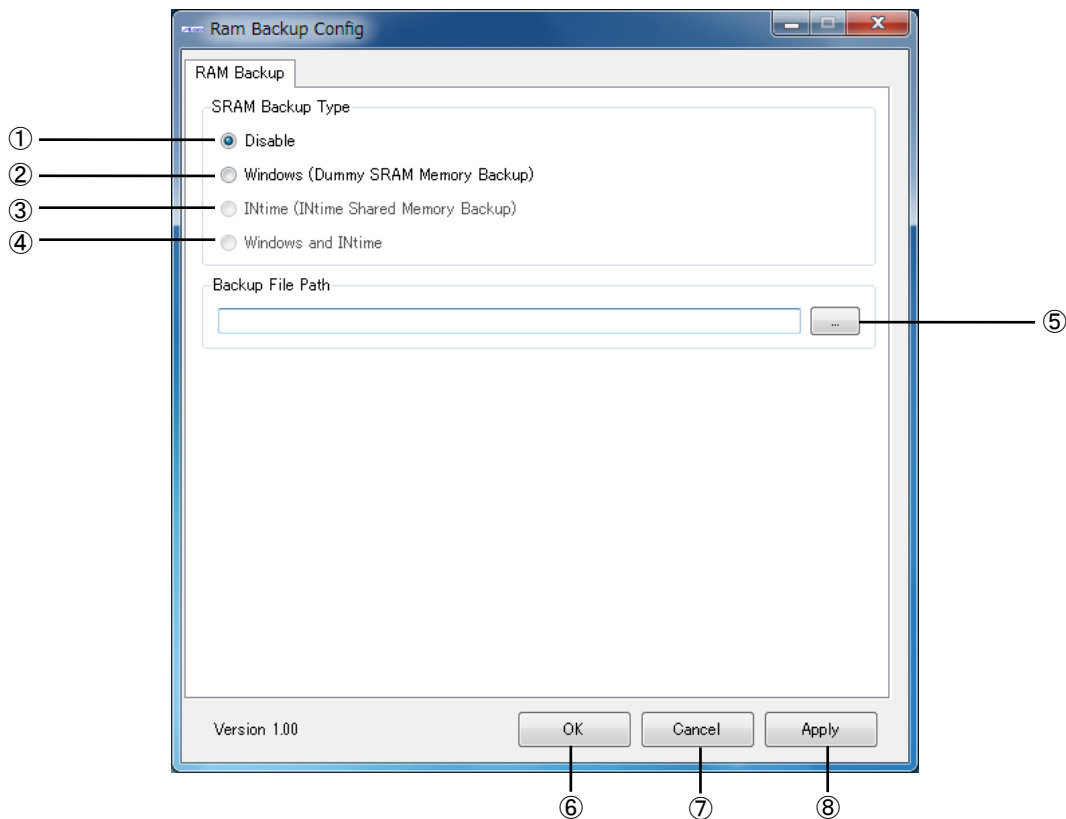 Ram Backup Config
RAM Backup
SRAM Backup Type
① Disable
② Windows (Dummy SRAM Memory Backup)
③ INtime (INtime Shared Memory Backup)
④ Windows and INtime
Backup File Path
... ⑤
Version 1.00 OK Cancel Apply
⑥ ⑦ ⑧